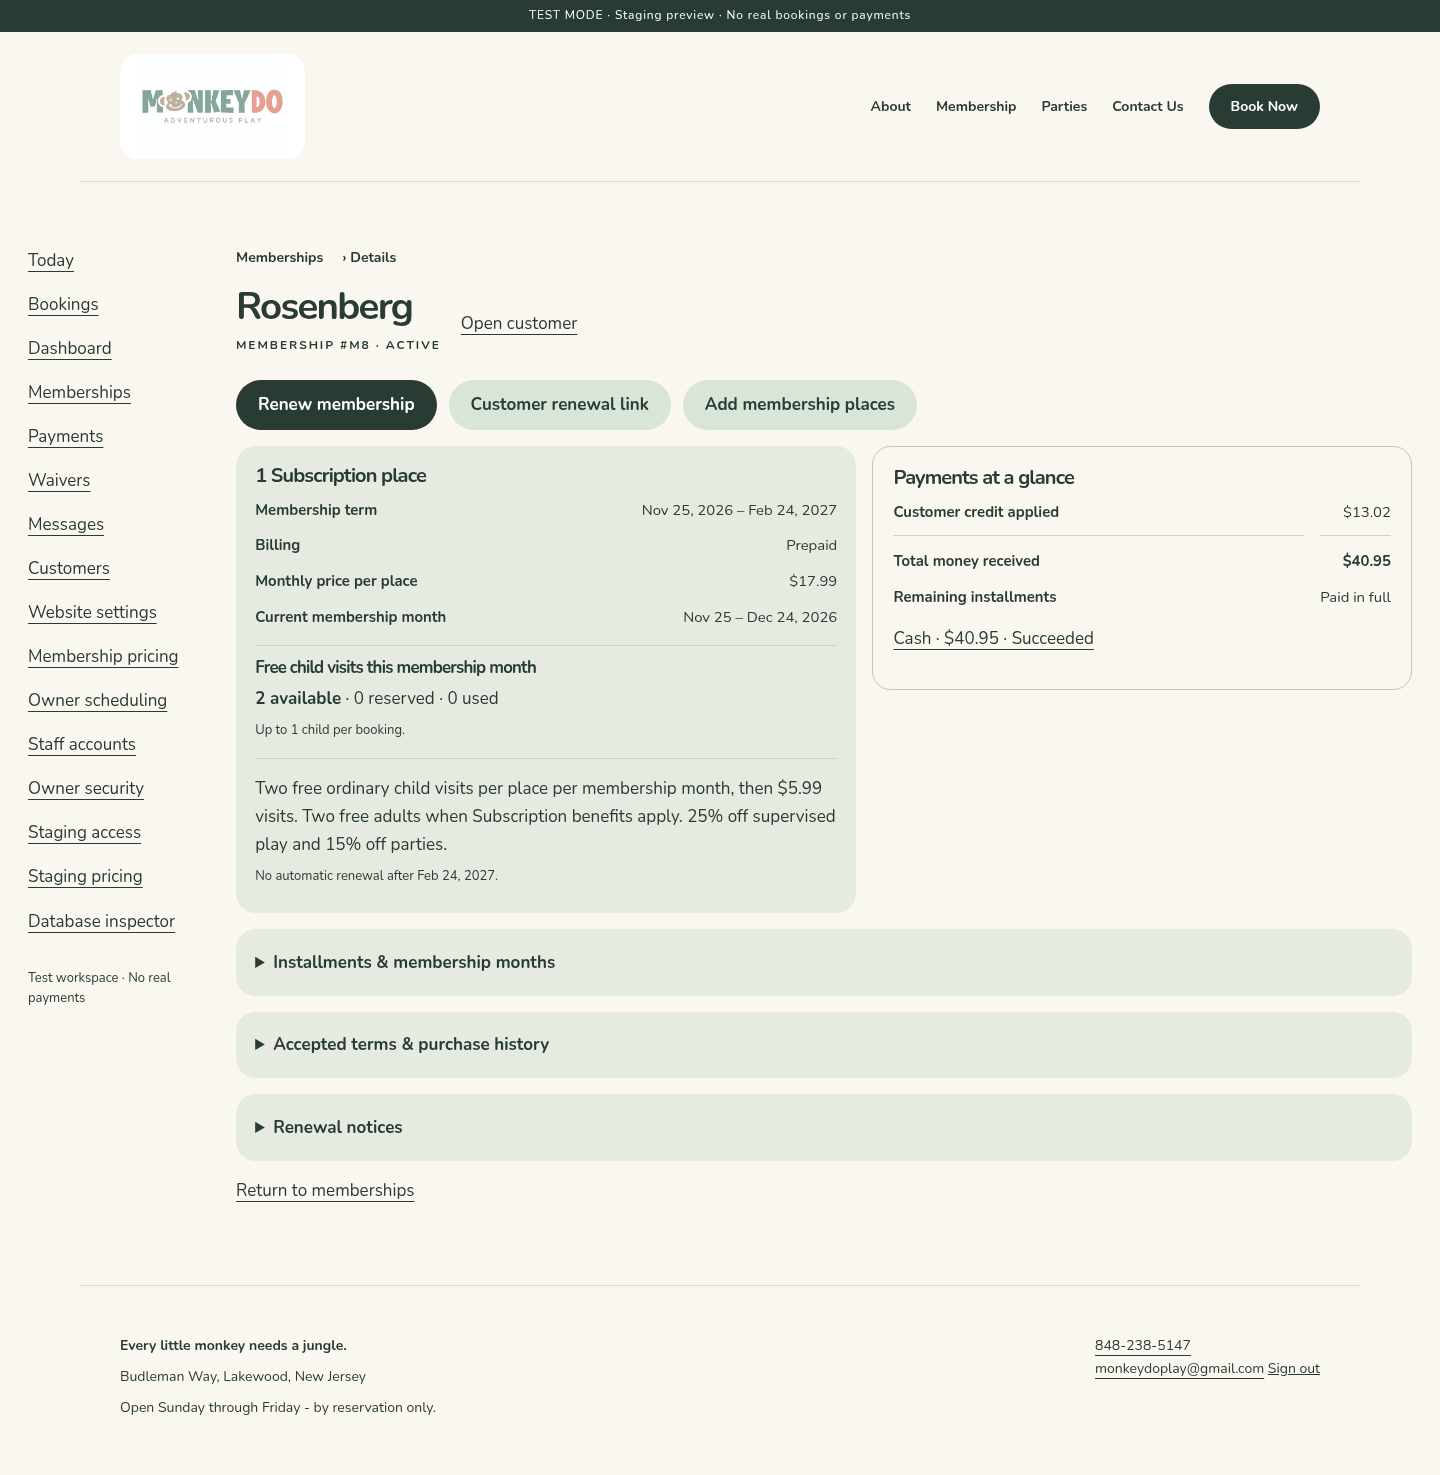 TEST MODE · Staging preview · No real bookings or payments
MONKEYDO
ADVENTUROUS PLAY
About
Membership
Parties
Contact Us
Book Now
Today
Bookings
Dashboard
Memberships
Payments
Waivers
Messages
Customers
Website settings
Membership pricing
Owner scheduling
Staff accounts
Owner security
Staging access
Staging pricing
Database inspector
Test workspace · No real
payments
Memberships › Details
Rosenberg
Open customer
MEMBERSHIP #M8 · ACTIVE
Renew membership
Customer renewal link
Add membership places
1 Subscription place
Membership term Nov 25, 2026 – Feb 24, 2027
Billing Prepaid
Monthly price per place $17.99
Current membership month Nov 25 – Dec 24, 2026
Free child visits this membership month
2 available · 0 reserved · 0 used
Up to 1 child per booking.
Two free ordinary child visits per place per membership month, then $5.99
visits. Two free adults when Subscription benefits apply. 25% off supervised
play and 15% off parties.
No automatic renewal after Feb 24, 2027.
Payments at a glance
Customer credit applied $13.02
Total money received $40.95
Remaining installments Paid in full
Cash · $40.95 · Succeeded
▶ Installments & membership months
▶ Accepted terms & purchase history
▶ Renewal notices
Return to memberships
Every little monkey needs a jungle.
Budleman Way, Lakewood, New Jersey
Open Sunday through Friday - by reservation only.
848-238-5147
monkeydoplay@gmail.com Sign out